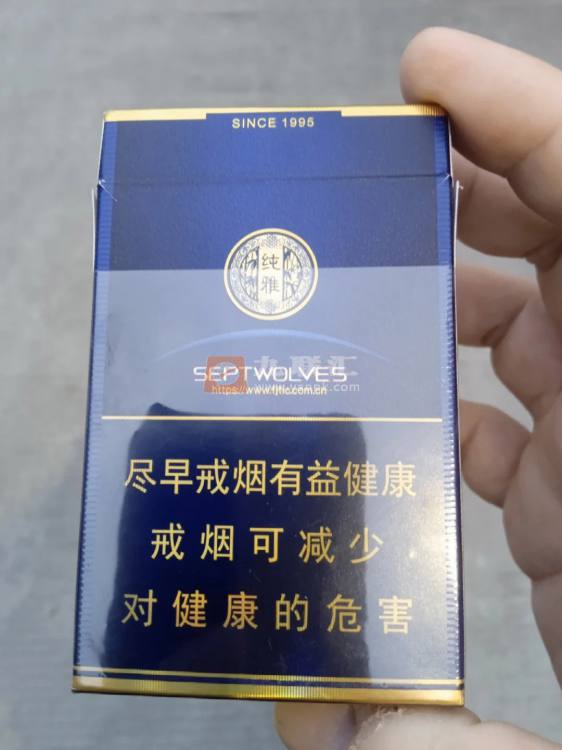 SINCE 1995
纯
雅
SEPTWOLVES
https://www.fjtic.com.cn
尽早戒烟有益健康
戒烟可减少
对健康的危害